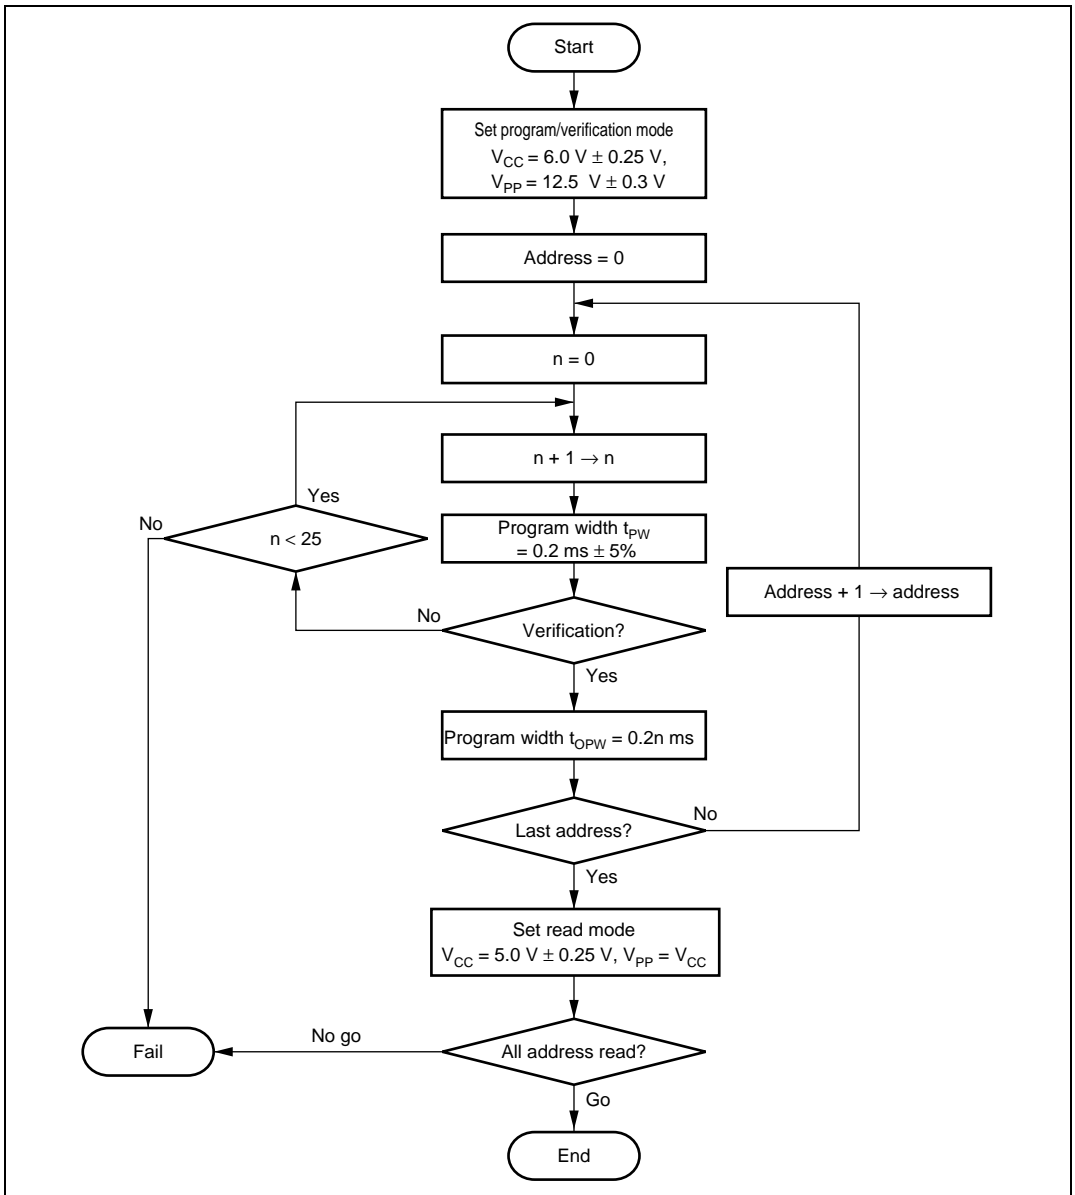 Start
Set program/verification mode
VCC = 6.0 V ± 0.25 V,
VPP = 12.5 V ± 0.3 V
Address = 0
n = 0
n + 1 → n
Yes
No
n < 25
Program width tPW
= 0.2 ms ± 5%
Address + 1 → address
No
Verification?
Yes
Program width tOPW = 0.2n ms
Last address?
No
Yes
Set read mode
VCC = 5.0 V ± 0.25 V, VPP = VCC
Fail
No go
All address read?
Go
End